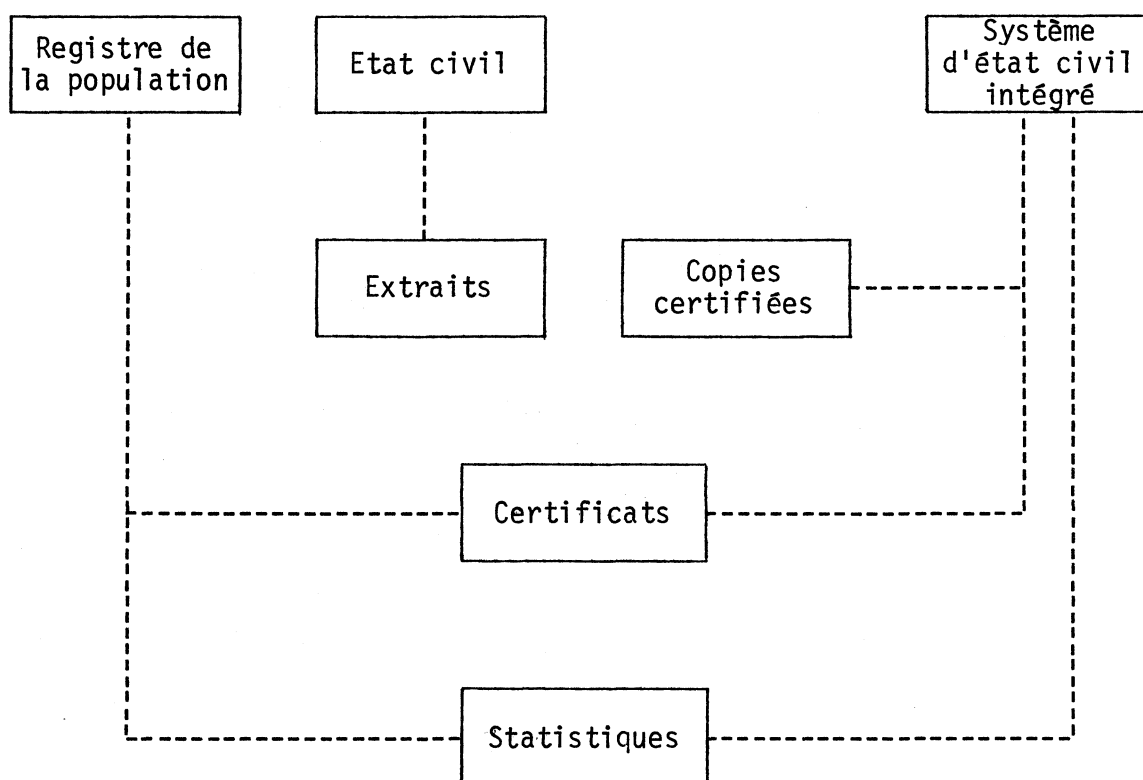 Registre de
la population
Etat civil
Système
d'état civil
intégré
Extraits
Copies
certifiées
Certificats
Statistiques